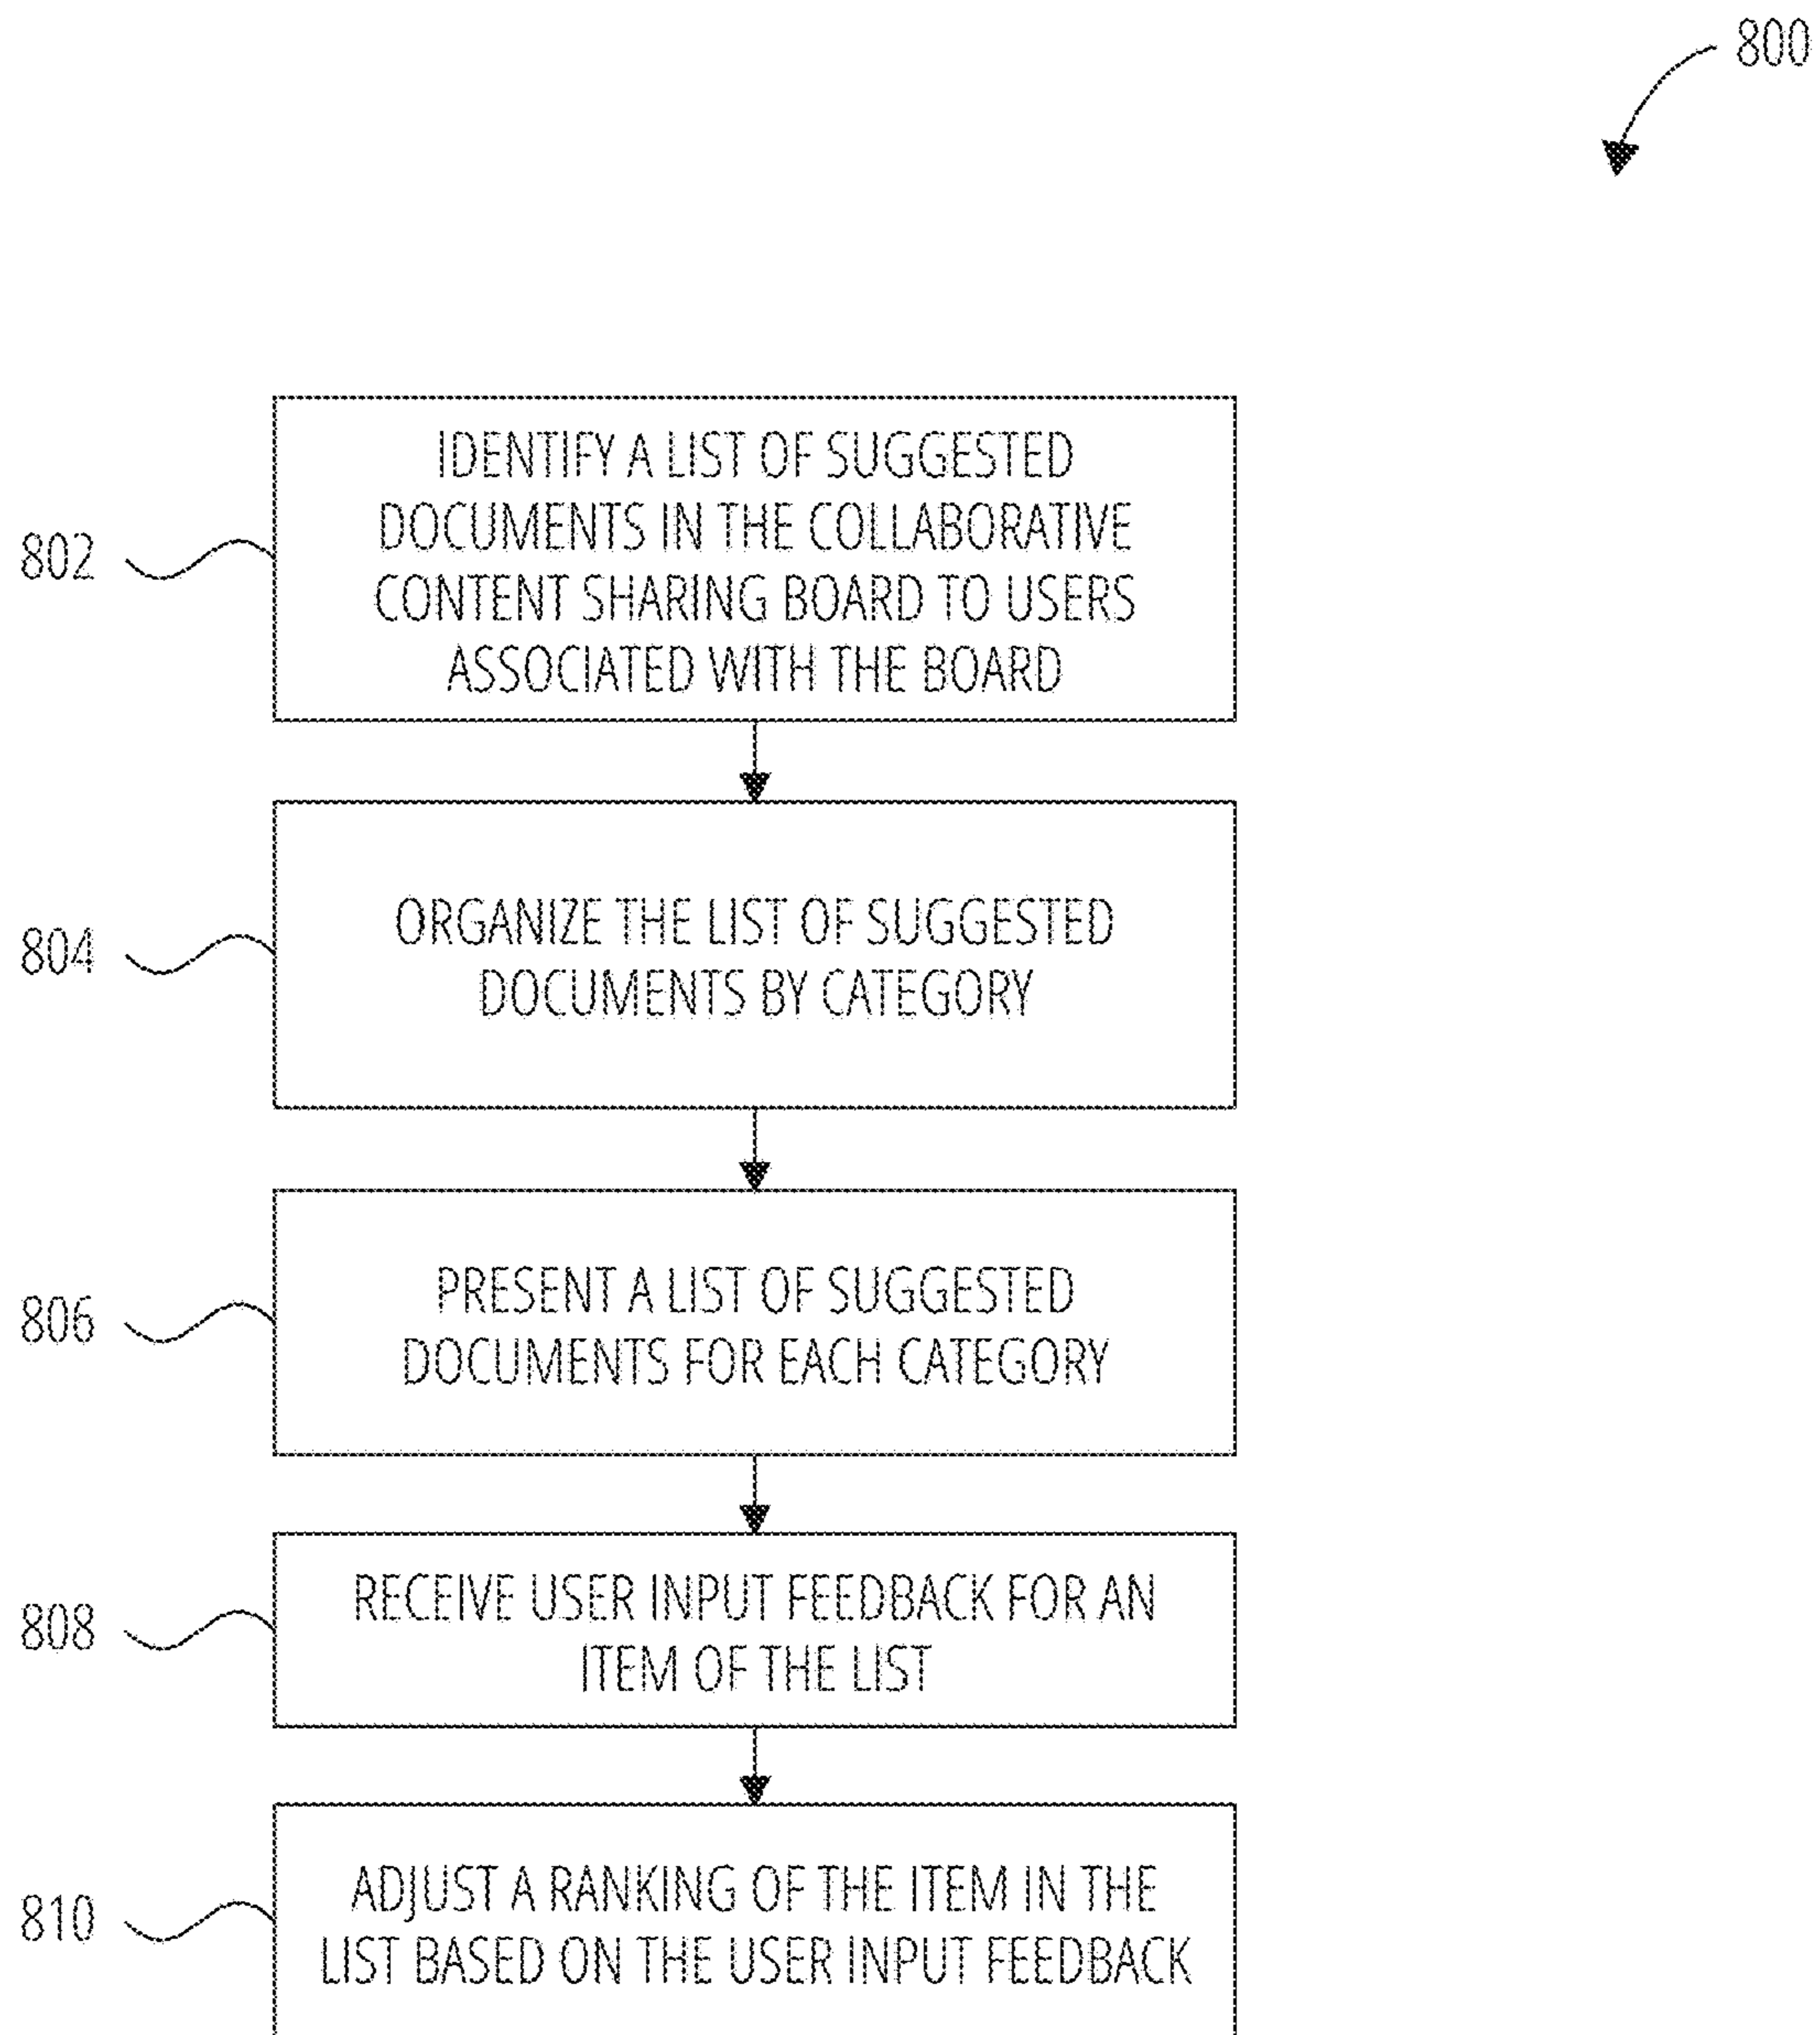 800
802
IDENTIFY A LIST OF SUGGESTED
DOCUMENTS IN THE COLLABORATIVE
CONTENT SHARING BOARD TO USERS
ASSOCIATED WITH THE BOARD
804
ORGANIZE THE LIST OF SUGGESTED
DOCUMENTS BY CATEGORY
806
PRESENT A LIST OF SUGGESTED
DOCUMENTS FOR EACH CATEGORY
808
RECEIVE USER INPUT FEEDBACK FOR AN
ITEM OF THE LIST
810
ADJUST A RANKING OF THE ITEM IN THE
LIST BASED ON THE USER INPUT FEEDBACK